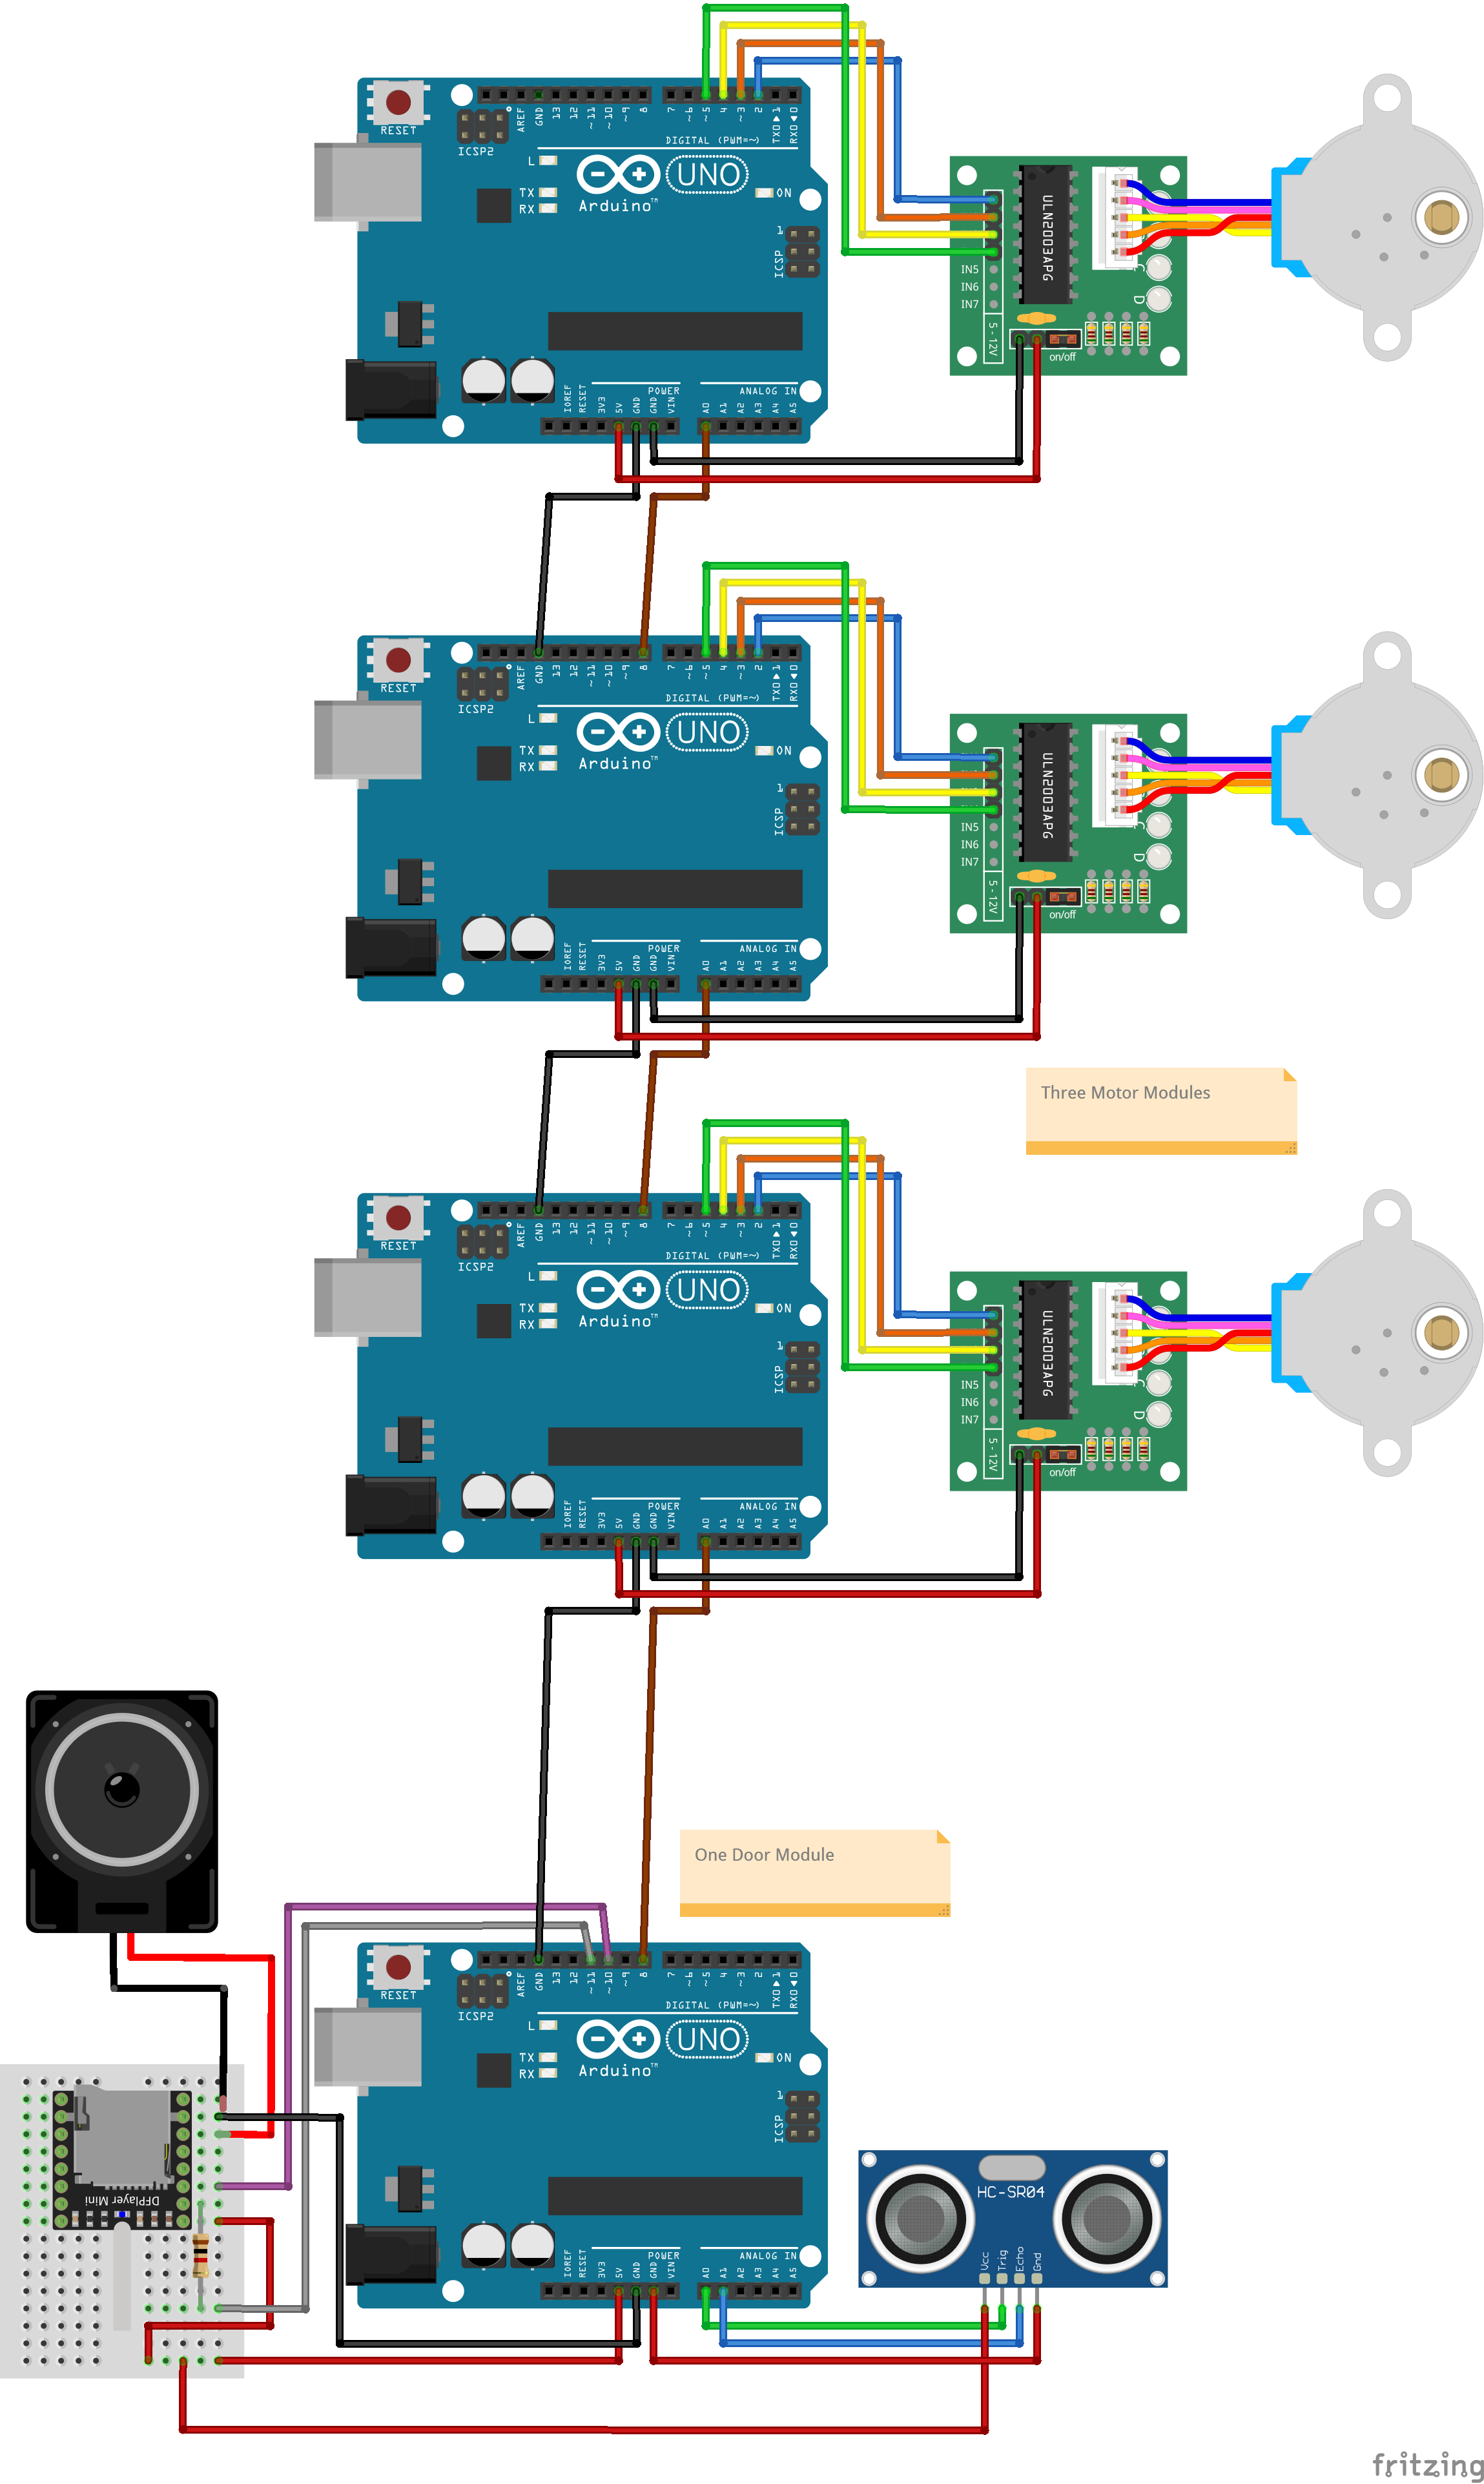 RESET
ICSP2
AREF
GND
13
12
~11
~10
~9
8
7
~6
~5
4
~3
2
TX0▶1
RX0◀0
DIGITAL (PWM=~)
L
TX
RX
UNO
Arduino™
ON
1
ICSP
IOREF
RESET
3V3
5V
GND
GND
VIN
POWER
ANALOG IN
A0
A1
A2
A3
A4
A5
IN5
IN6
IN7
5-12V
ULN2003APG
C
D
on/off
RESET
ICSP2
AREF
GND
13
12
~11
~10
~9
8
7
~6
~5
4
~3
2
TX0▶1
RX0◀0
DIGITAL (PWM=~)
L
TX
RX
UNO
Arduino™
ON
1
ICSP
IOREF
RESET
3V3
5V
GND
GND
VIN
POWER
ANALOG IN
A0
A1
A2
A3
A4
A5
IN5
IN6
IN7
5-12V
ULN2003APG
C
D
on/off
Three Motor Modules
RESET
ICSP2
AREF
GND
13
12
~11
~10
~9
8
7
~6
~5
4
~3
2
TX0▶1
RX0◀0
DIGITAL (PWM=~)
L
TX
RX
UNO
Arduino™
ON
1
ICSP
IOREF
RESET
3V3
5V
GND
GND
VIN
POWER
ANALOG IN
A0
A1
A2
A3
A4
A5
IN5
IN6
IN7
5-12V
ULN2003APG
C
D
on/off
One Door Module
RESET
ICSP2
AREF
GND
13
12
~11
~10
~9
8
7
~6
~5
4
~3
2
TX0▶1
RX0◀0
DIGITAL (PWM=~)
L
TX
RX
UNO
Arduino™
ON
1
ICSP
IOREF
RESET
3V3
5V
GND
GND
VIN
POWER
ANALOG IN
A0
A1
A2
A3
A4
A5
DFPlayer Mini
HC-SR04
Vcc
Trig
Echo
Gnd
fritzing